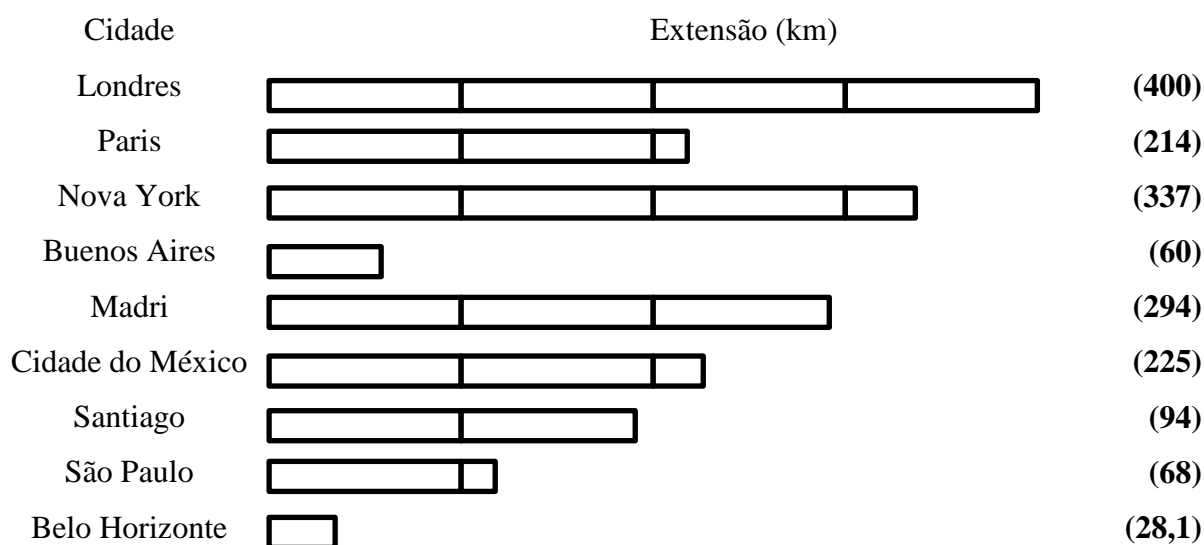 Cidade Extensão (km)
Londres (400)
Paris (214)
Nova York (337)
Buenos Aires (60)
Madri (294)
Cidade do México (225)
Santiago (94)
São Paulo (68)
Belo Horizonte (28,1)